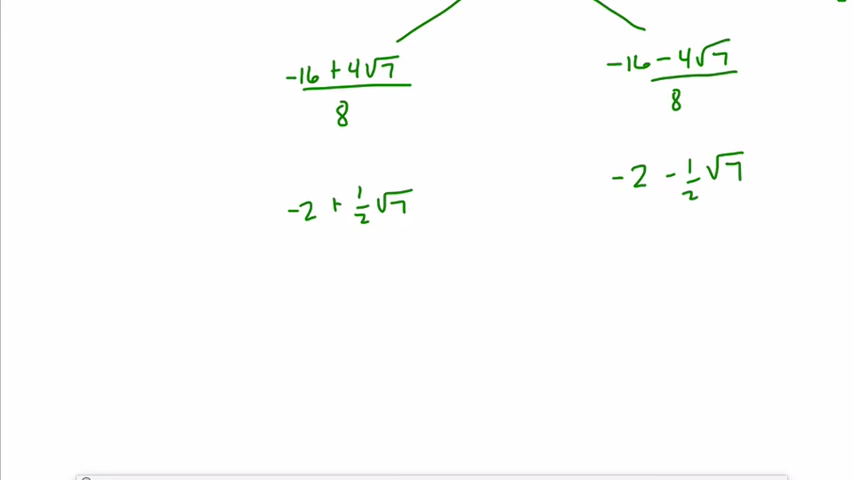 -16 + 4√7
8
-2 + 1/2 √7
-16 - 4√7
8
-2 - 1/2 √7